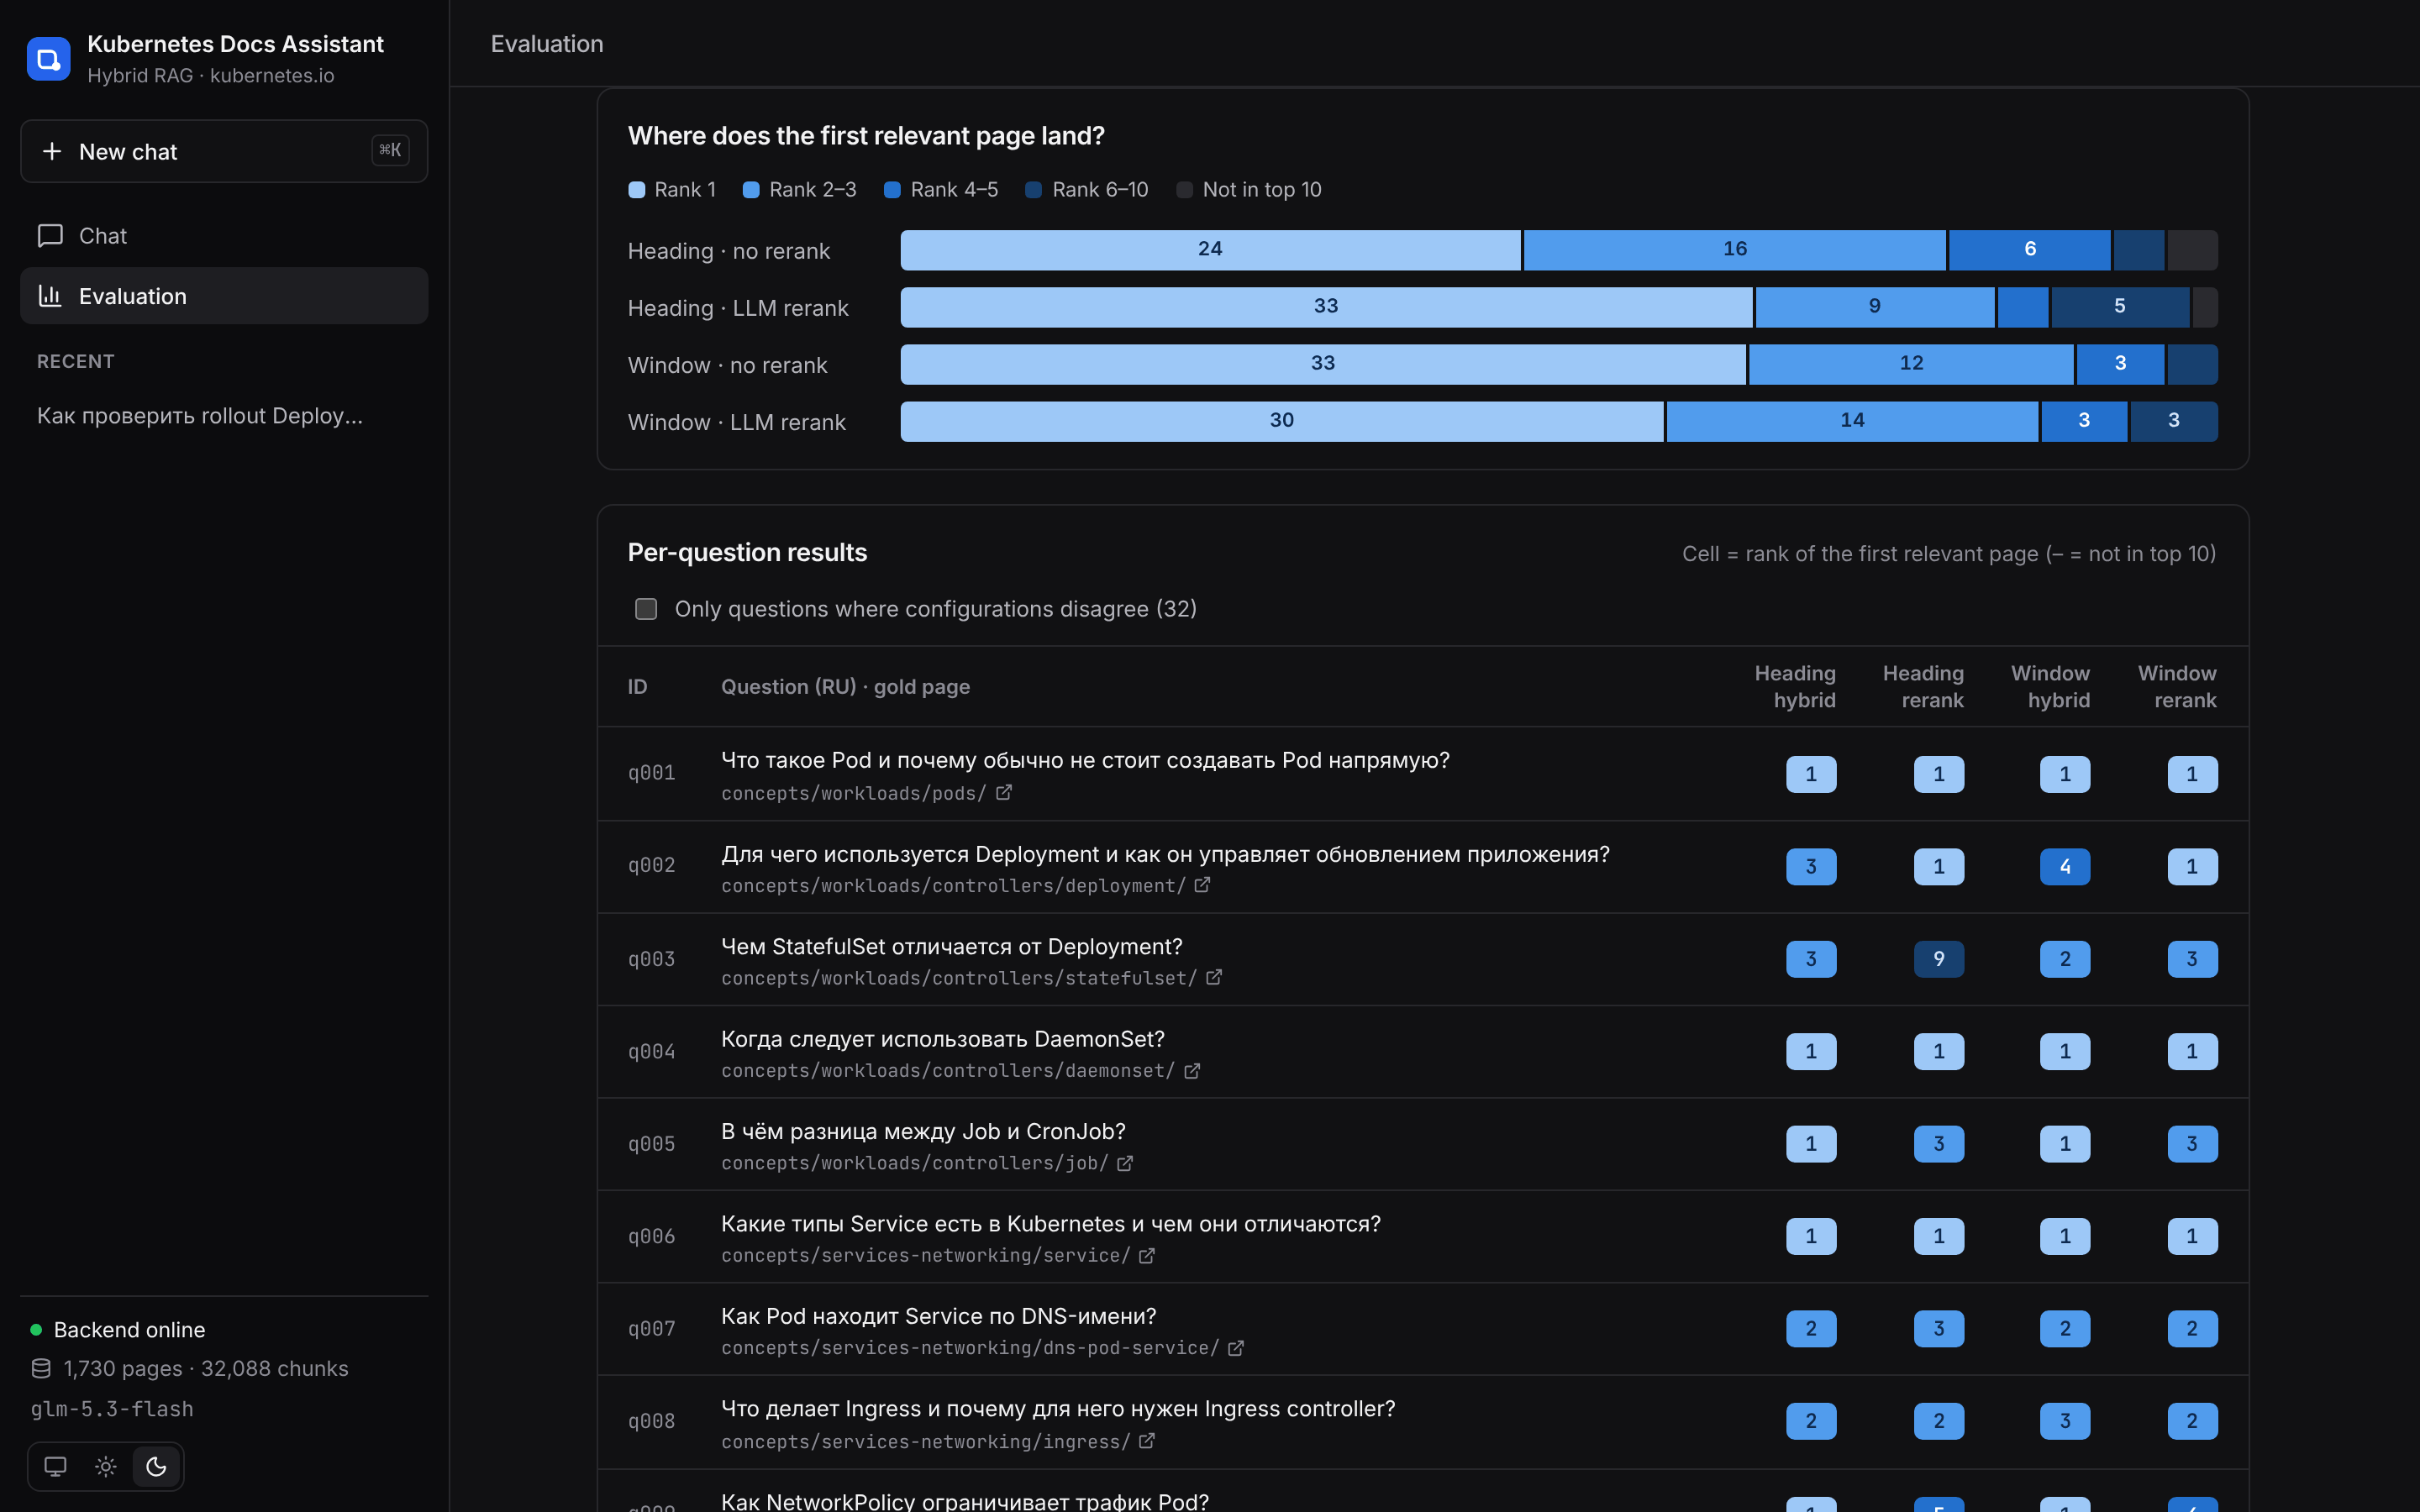 Kubernetes Docs Assistant
Hybrid RAG · kubernetes.io
New chat ⌘K
Chat
Evaluation
RECENT
Как проверить rollout Deploy...
Backend online
1,730 pages · 32,088 chunks
glm-5.3-flash
Evaluation
Where does the first relevant page land?
Rank 1 Rank 2–3 Rank 4–5 Rank 6–10 Not in top 10
Heading · no rerank 24 16 6
Heading · LLM rerank 33 9 5
Window · no rerank 33 12 3
Window · LLM rerank 30 14 3 3
Per-question results
Cell = rank of the first relevant page (– = not in top 10)
Only questions where configurations disagree (32)
ID Question (RU) · gold page Heading hybrid Heading rerank Window hybrid Window rerank
q001 Что такое Pod и почему обычно не стоит создавать Pod напрямую? 1 1 1 1
concepts/workloads/pods/
q002 Для чего используется Deployment и как он управляет обновлением приложения? 3 1 4 1
concepts/workloads/controllers/deployment/
q003 Чем StatefulSet отличается от Deployment? 3 9 2 3
concepts/workloads/controllers/statefulset/
q004 Когда следует использовать DaemonSet? 1 1 1 1
concepts/workloads/controllers/daemonset/
q005 В чём разница между Job и CronJob? 1 3 1 3
concepts/workloads/controllers/job/
q006 Какие типы Service есть в Kubernetes и чем они отличаются? 1 1 1 1
concepts/services-networking/service/
q007 Как Pod находит Service по DNS-имени? 2 3 2 2
concepts/services-networking/dns-pod-service/
q008 Что делает Ingress и почему для него нужен Ingress controller? 2 2 3 2
concepts/services-networking/ingress/
Как NetworkPolicy ограничивает трафик Pod?